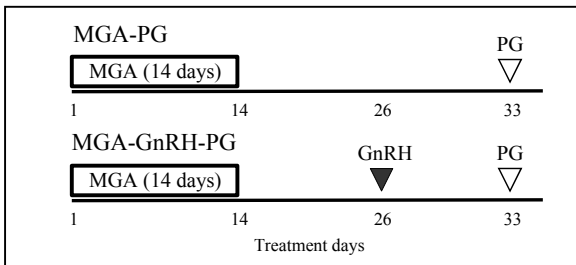 MGA-PG
PG
MGA (14 days)
1 14 26 33
MGA-GnRH-PG
GnRH PG
MGA (14 days)
1 14 26 33
Treatment days